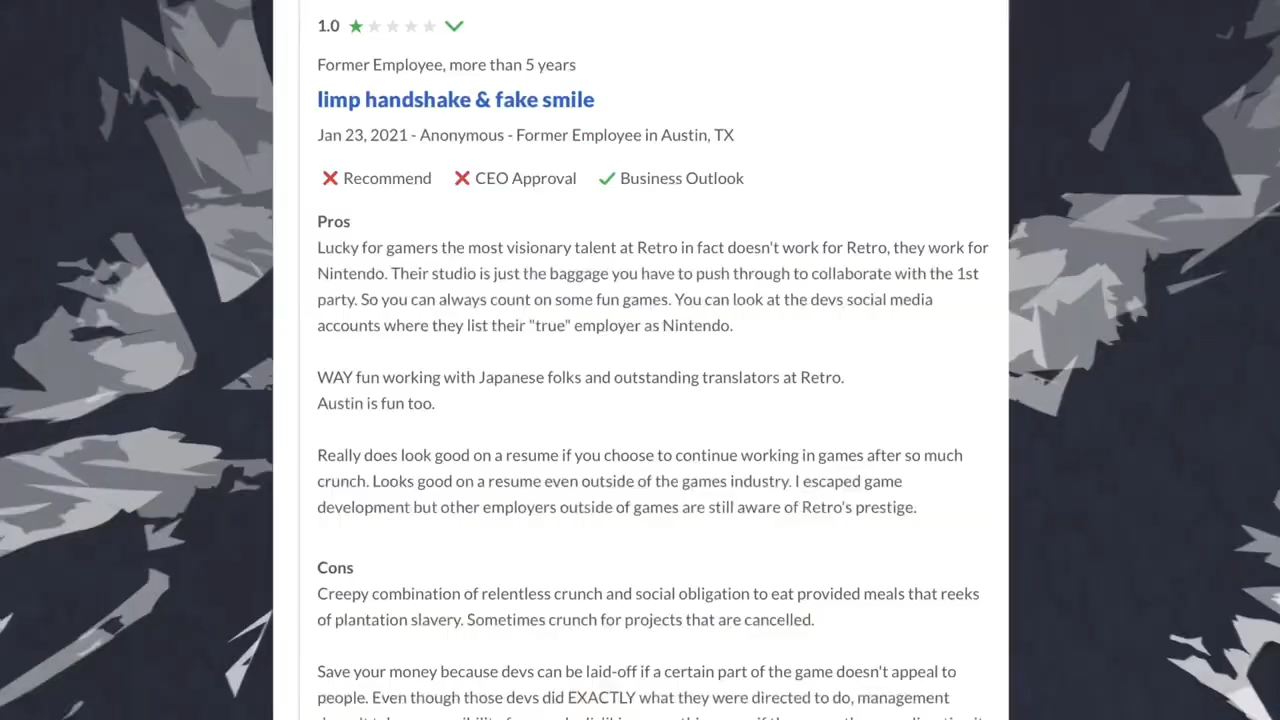 1.0
Former Employee, more than 5 years
limp handshake & fake smile
Jan 23, 2021 - Anonymous - Former Employee in Austin, TX
Recommend CEO Approval Business Outlook
Pros
Lucky for gamers the most visionary talent at Retro in fact doesn't work for Retro, they work for
Nintendo. Their studio is just the baggage you have to push through to collaborate with the 1st
party. So you can always count on some fun games. You can look at the devs social media
accounts where they list their "true" employer as Nintendo.
WAY fun working with Japanese folks and outstanding translators at Retro.
Austin is fun too.
Really does look good on a resume if you choose to continue working in games after so much
crunch. Looks good on a resume even outside of the games industry. I escaped game
development but other employers outside of games are still aware of Retro's prestige.
Cons
Creepy combination of relentless crunch and social obligation to eat provided meals that reeks
of plantation slavery. Sometimes crunch for projects that are cancelled.
Save your money because devs can be laid-off if a certain part of the game doesn't appeal to
people. Even though those devs did EXACTLY what they were directed to do, management